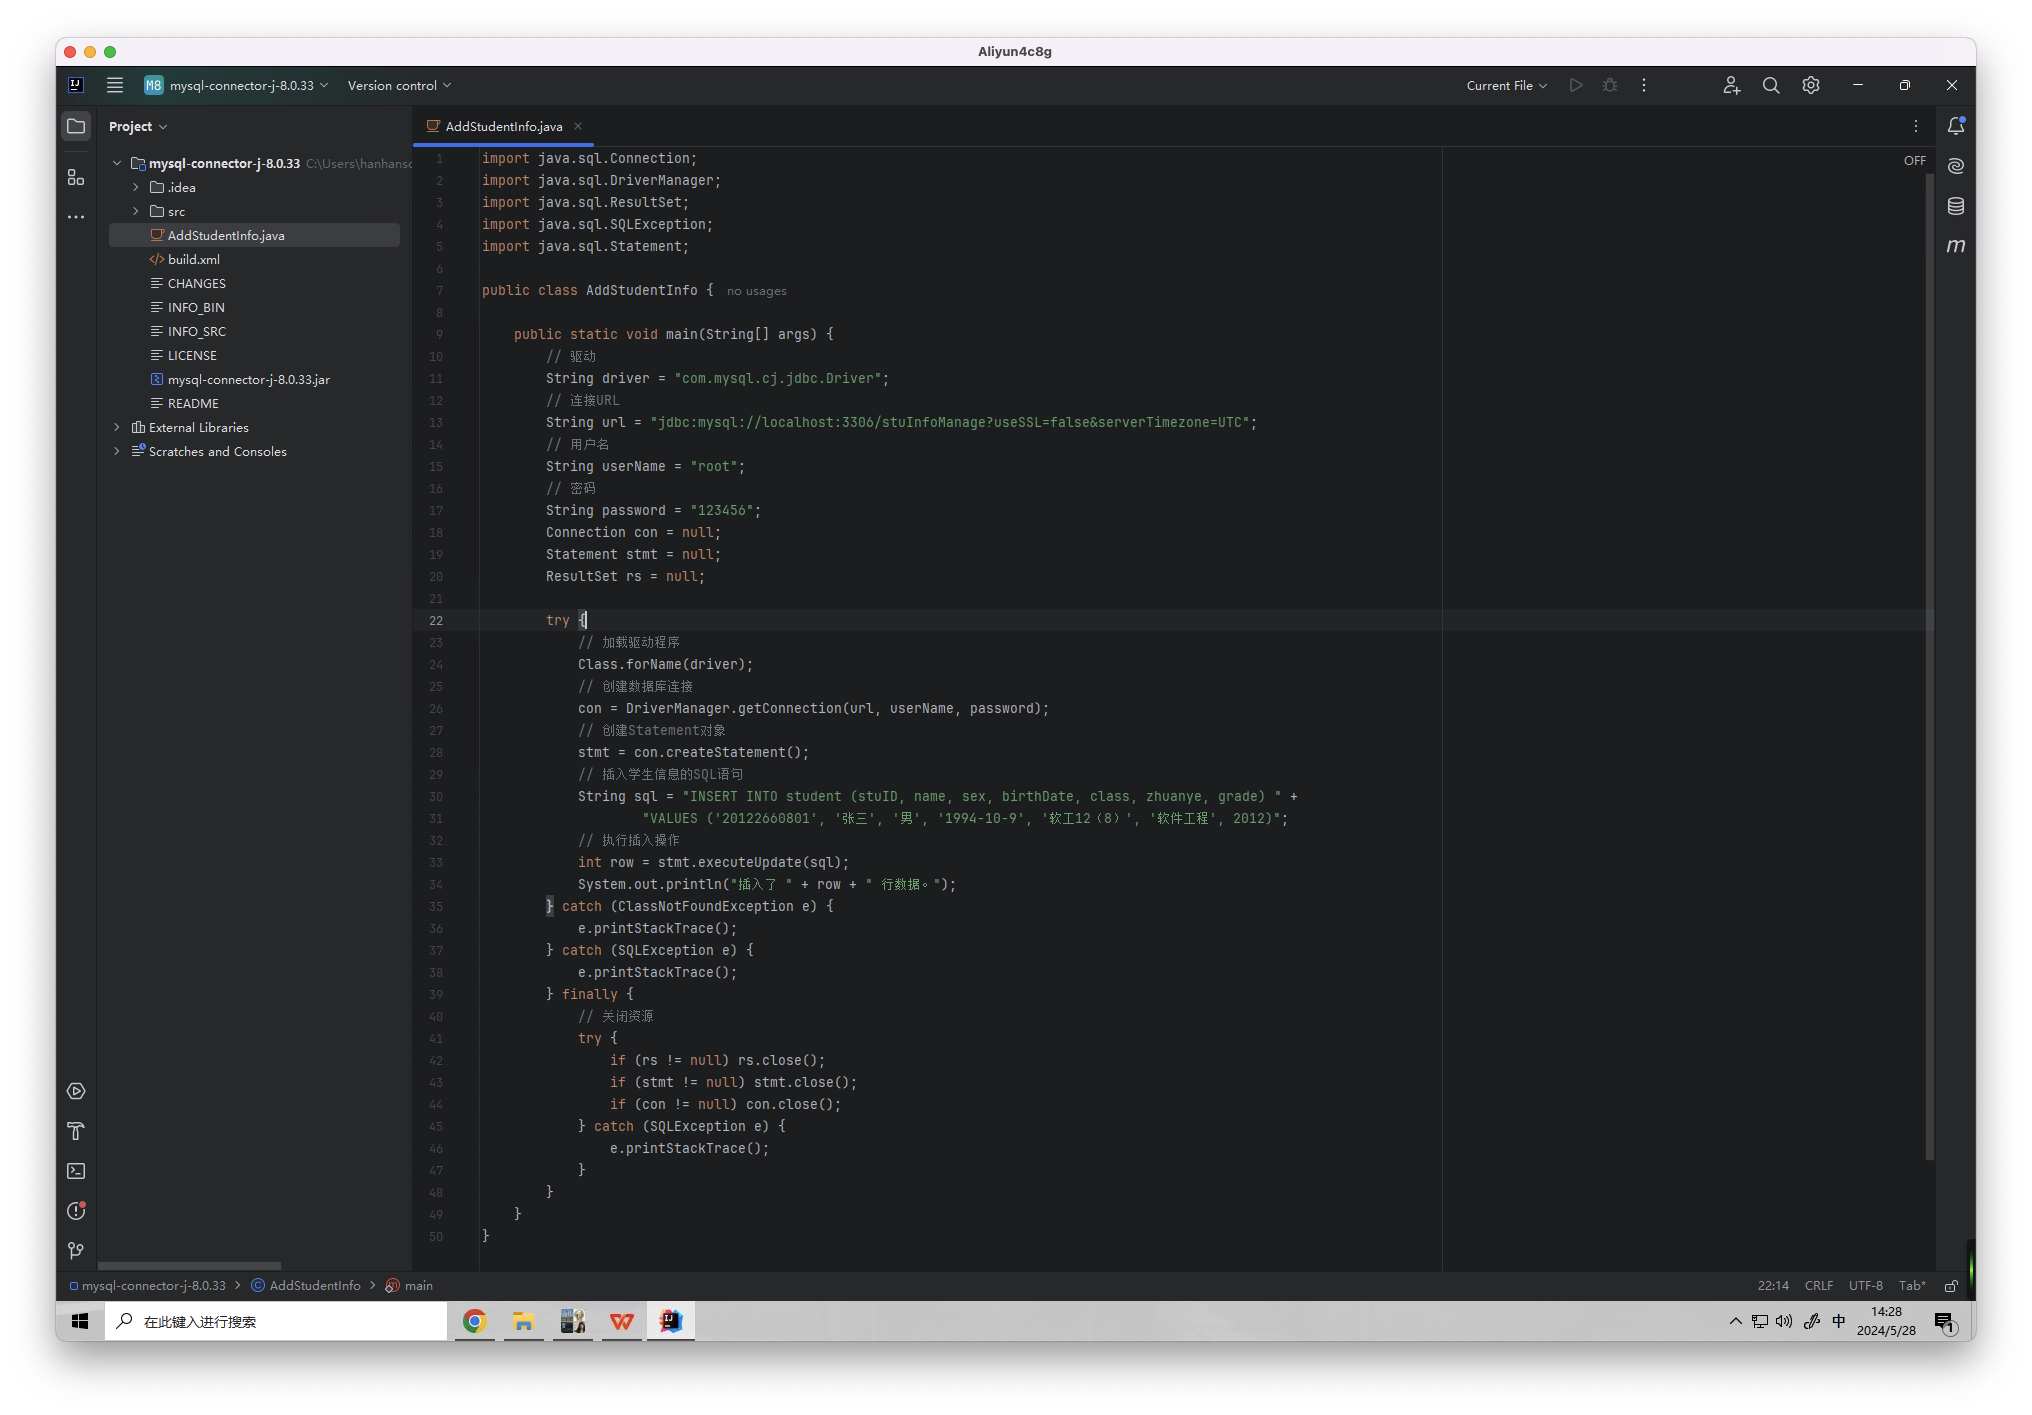 Aliyun4c8g
M8 mysql-connector-j-8.0.33 Version control Current File
Project
mysql-connector-j-8.0.33 C:\Users\hanhansc
.idea
src
AddStudentInfo.java
build.xml
CHANGES
INFO_BIN
INFO_SRC
LICENSE
mysql-connector-j-8.0.33.jar
README
External Libraries
Scratches and Consoles
AddStudentInfo.java
OFF
1 import java.sql.Connection;
2 import java.sql.DriverManager;
3 import java.sql.ResultSet;
4 import java.sql.SQLException;
5 import java.sql.Statement;
6
7 public class AddStudentInfo { no usages
8
9 public static void main(String[] args) {
10 // 驱动
11 String driver = "com.mysql.cj.jdbc.Driver";
12 // 连接URL
13 String url = "jdbc:mysql://localhost:3306/stuInfoManage?useSSL=false&serverTimezone=UTC";
14 // 用户名
15 String userName = "root";
16 // 密码
17 String password = "123456";
18 Connection con = null;
19 Statement stmt = null;
20 ResultSet rs = null;
21
22 try {
23 // 加载驱动程序
24 Class.forName(driver);
25 // 创建数据库连接
26 con = DriverManager.getConnection(url, userName, password);
27 // 创建Statement对象
28 stmt = con.createStatement();
29 // 插入学生信息的SQL语句
30 String sql = "INSERT INTO student (stuID, name, sex, birthDate, class, zhuanye, grade) " +
31 "VALUES ('20122660801', '张三', '男', '1994-10-9', '软工12（8）', '软件工程', 2012)";
32 // 执行插入操作
33 int row = stmt.executeUpdate(sql);
34 System.out.println("插入了 " + row + " 行数据。");
35 } catch (ClassNotFoundException e) {
36 e.printStackTrace();
37 } catch (SQLException e) {
38 e.printStackTrace();
39 } finally {
40 // 关闭资源
41 try {
42 if (rs != null) rs.close();
43 if (stmt != null) stmt.close();
44 if (con != null) con.close();
45 } catch (SQLException e) {
46 e.printStackTrace();
47 }
48 }
49 }
50 }
mysql-connector-j-8.0.33 > AddStudentInfo > main 22:14 CRLF UTF-8 Tab*
在此键入进行搜索
中
14:28
2024/5/28
1